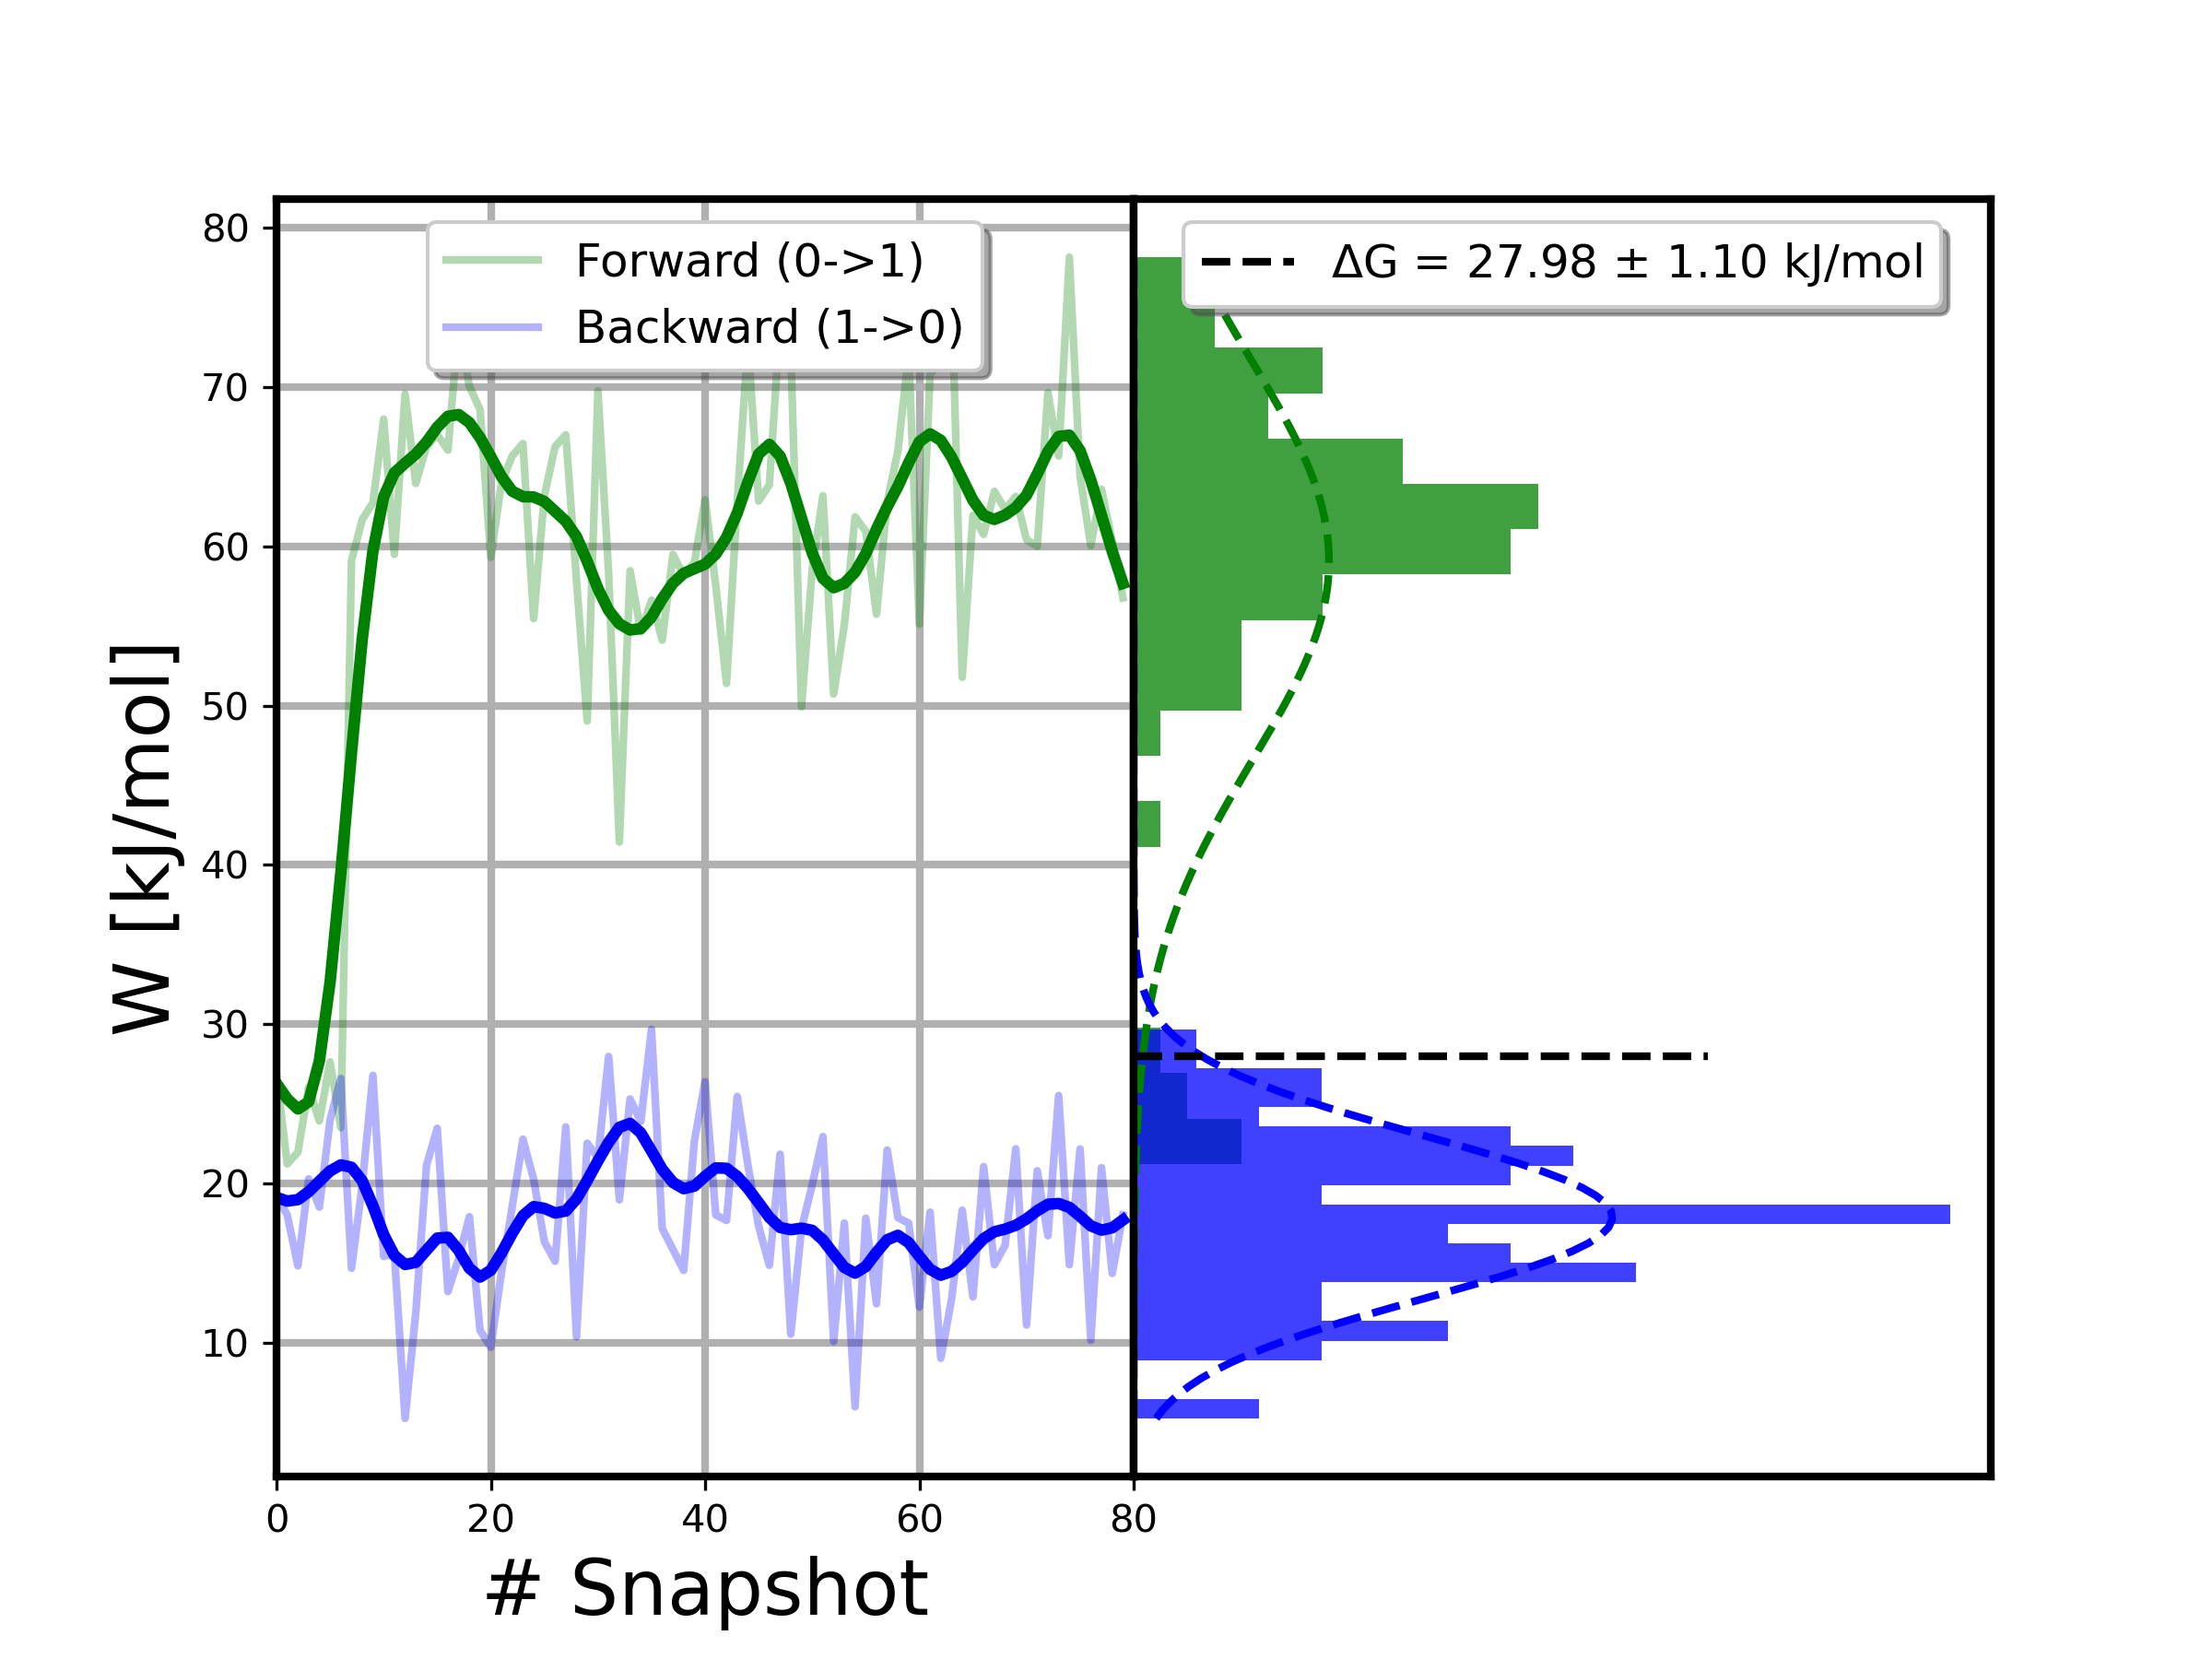 Forward (0->1)
Backward (1->0)
ΔG = 27.98 ± 1.10 kJ/mol
W [kJ/mol]
80
70
60
50
40
30
20
10
0
20
40
60
80
# Snapshot